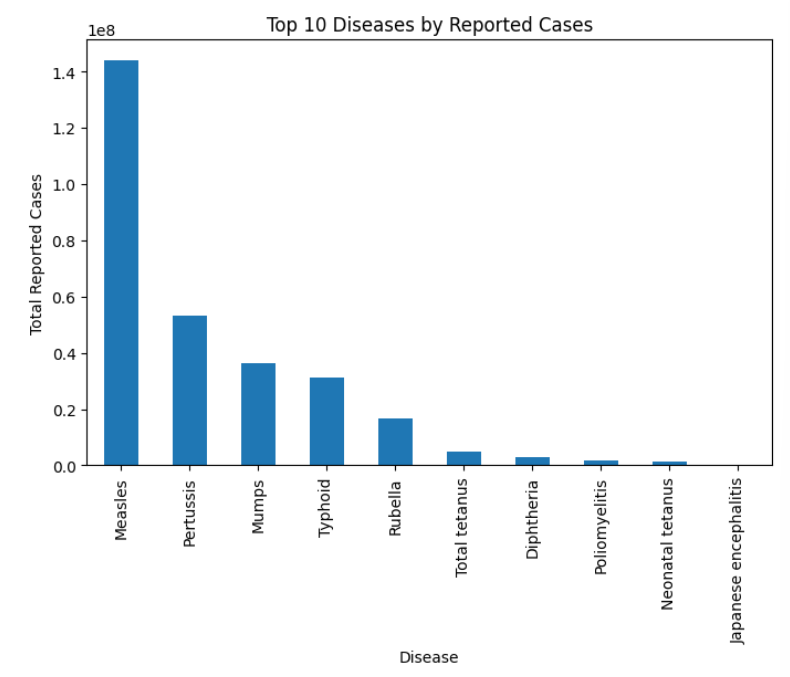 Top 10 Diseases by Reported Cases
1e8
1.4
1.2
1.0
0.8
0.6
0.4
0.2
0.0
Total Reported Cases
Measles
Pertussis
Mumps
Typhoid
Rubella
Total tetanus
Diphtheria
Poliomyelitis
Neonatal tetanus
Japanese encephalitis
Disease